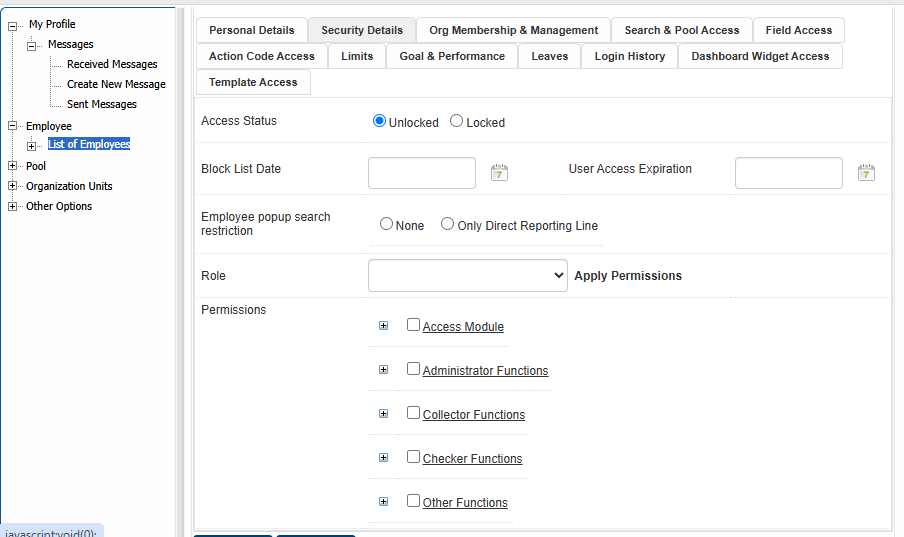 My Profile
Messages
Received Messages
Create New Message
Sent Messages
Employee
List of Employees
Pool
Organization Units
Other Options
Personal Details Security Details Org Membership & Management Search & Pool Access Field Access
Action Code Access Limits Goal & Performance Leaves Login History Dashboard Widget Access
Template Access
Access Status Unlocked Locked
Block List Date 7 User Access Expiration 7
Employee popup search
restriction
None Only Direct Reporting Line
Role Apply Permissions
Permissions
Access Module
Administrator Functions
Collector Functions
Checker Functions
Other Functions
javascript:void(0);